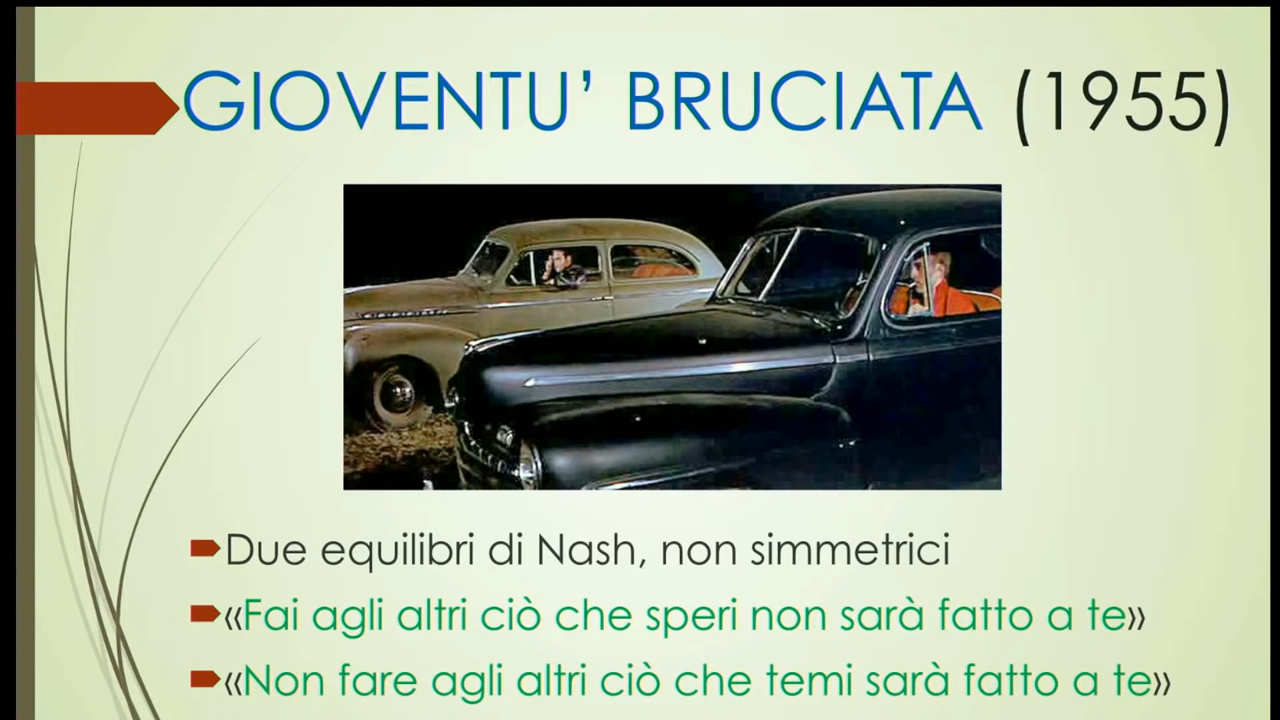 GIOVENTU’ BRUCIATA (1955)
Due equilibri di Nash, non simmetrici
«Fai agli altri ciò che speri non sarà fatto a te»
«Non fare agli altri ciò che temi sarà fatto a te»